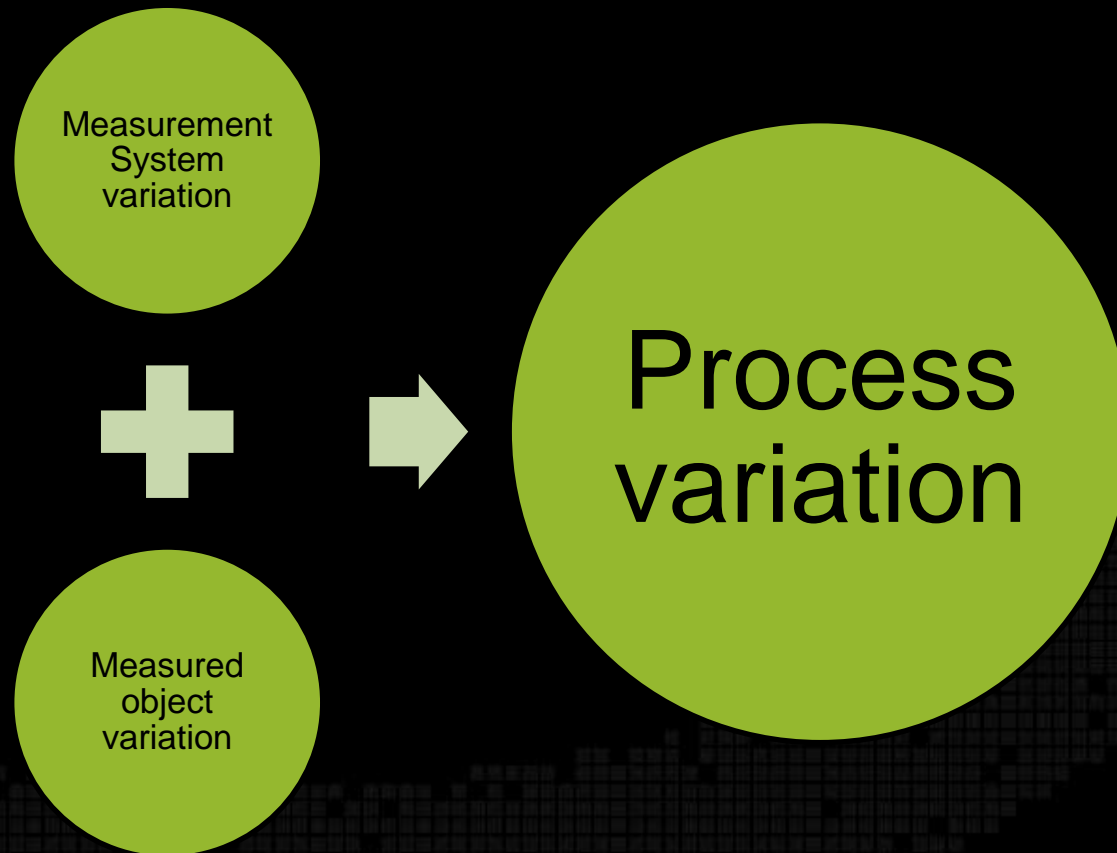 Measurement
System
variation
Measured
object
variation
Process
variation